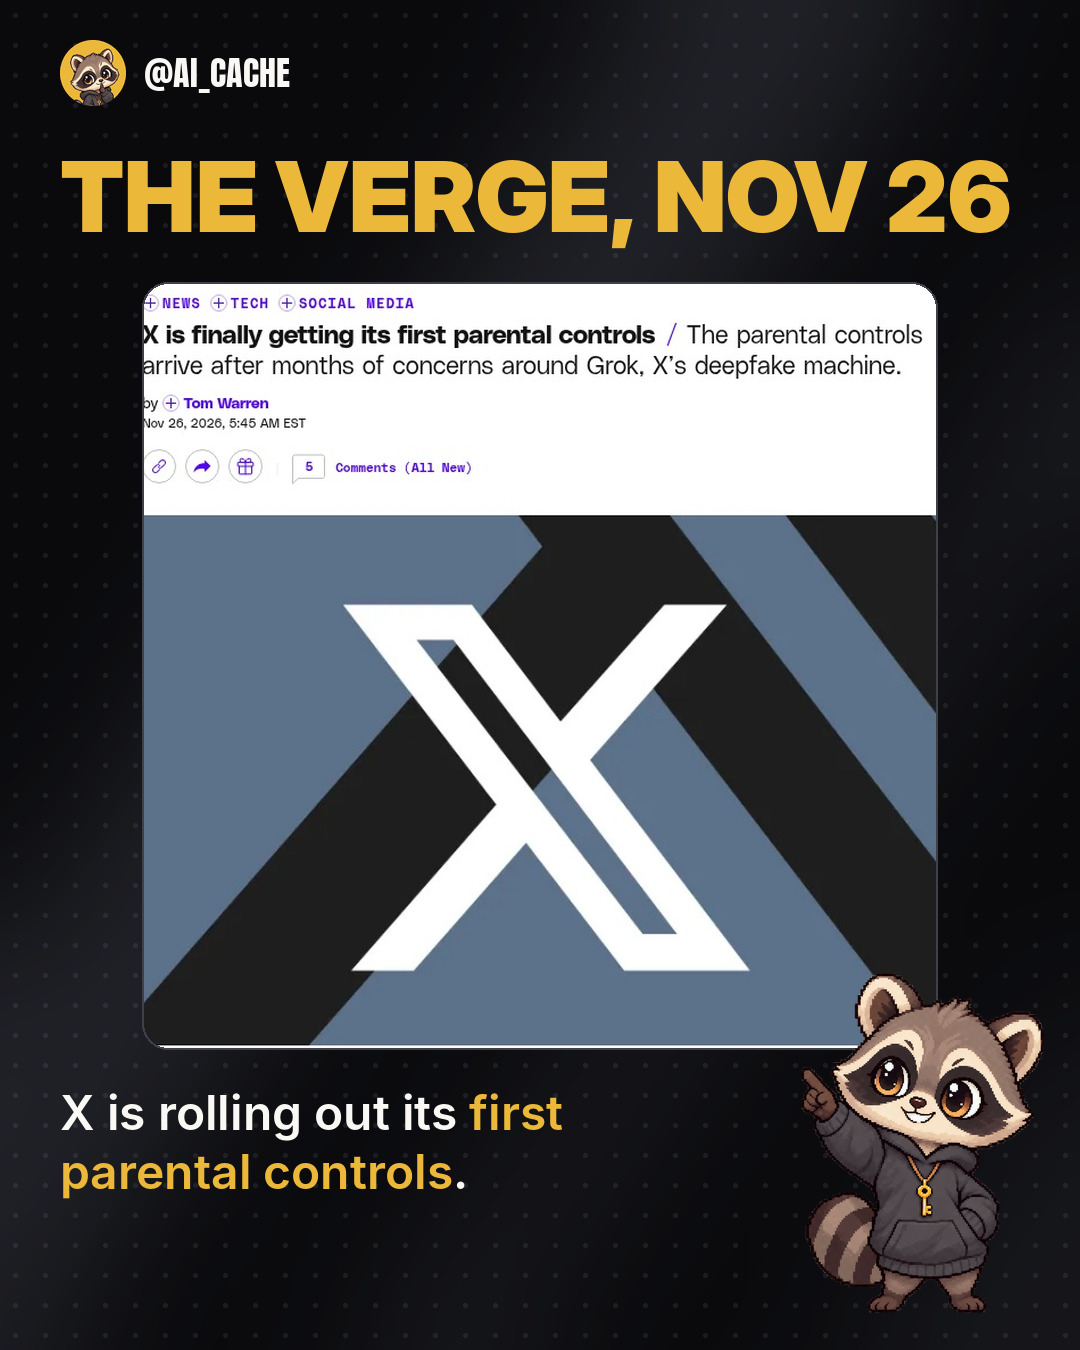 @AI_CACHE
THE VERGE, NOV 26
NEWS TECH SOCIAL MEDIA
X is finally getting its first parental controls / The parental controls
arrive after months of concerns around Grok, X’s deepfake machine.
by Tom Warren
Nov 26, 2026, 5:45 AM EST
5 Comments (All New)
X is rolling out its first
parental controls.